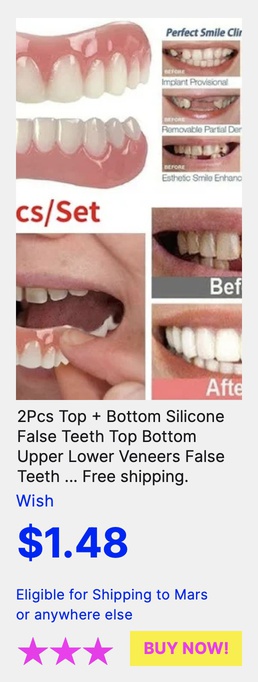 Perfect Smile Clir
BEFORE
Implant Provisional
BEFORE
Removable Partial Der
BEFORE
Esthetic Smile Enhanc
cs/Set
Bef
Afte
2Pcs Top + Bottom Silicone
False Teeth Top Bottom
Upper Lower Veneers False
Teeth ... Free shipping.
Wish
$1.48
Eligible for Shipping to Mars
or anywhere else
BUY NOW!